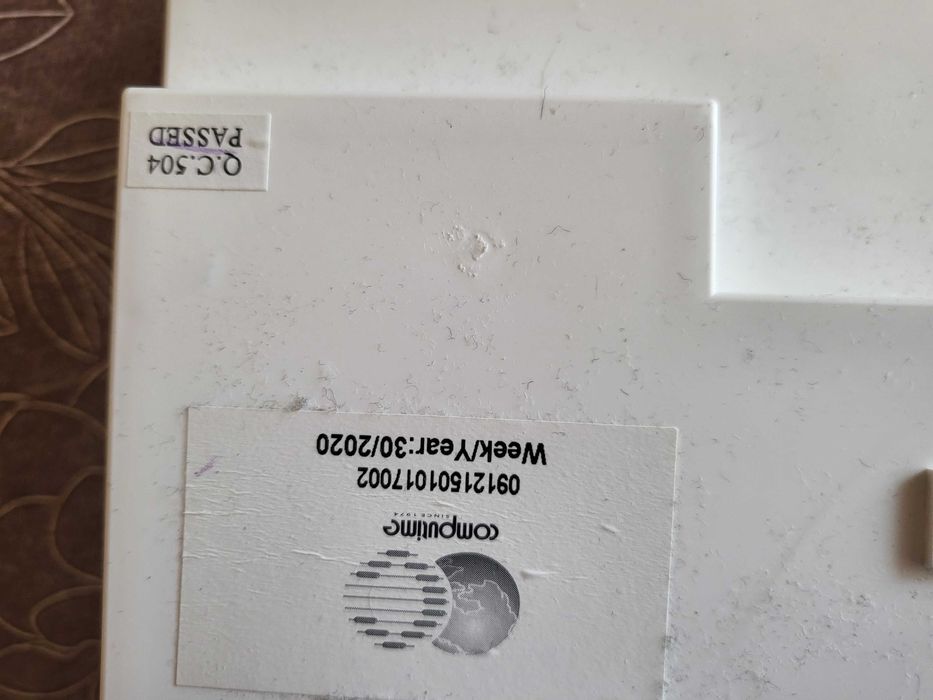 Q.C.504
PASSED
computime
SINCE 1974
09121501017002
Week/Year:30/2020